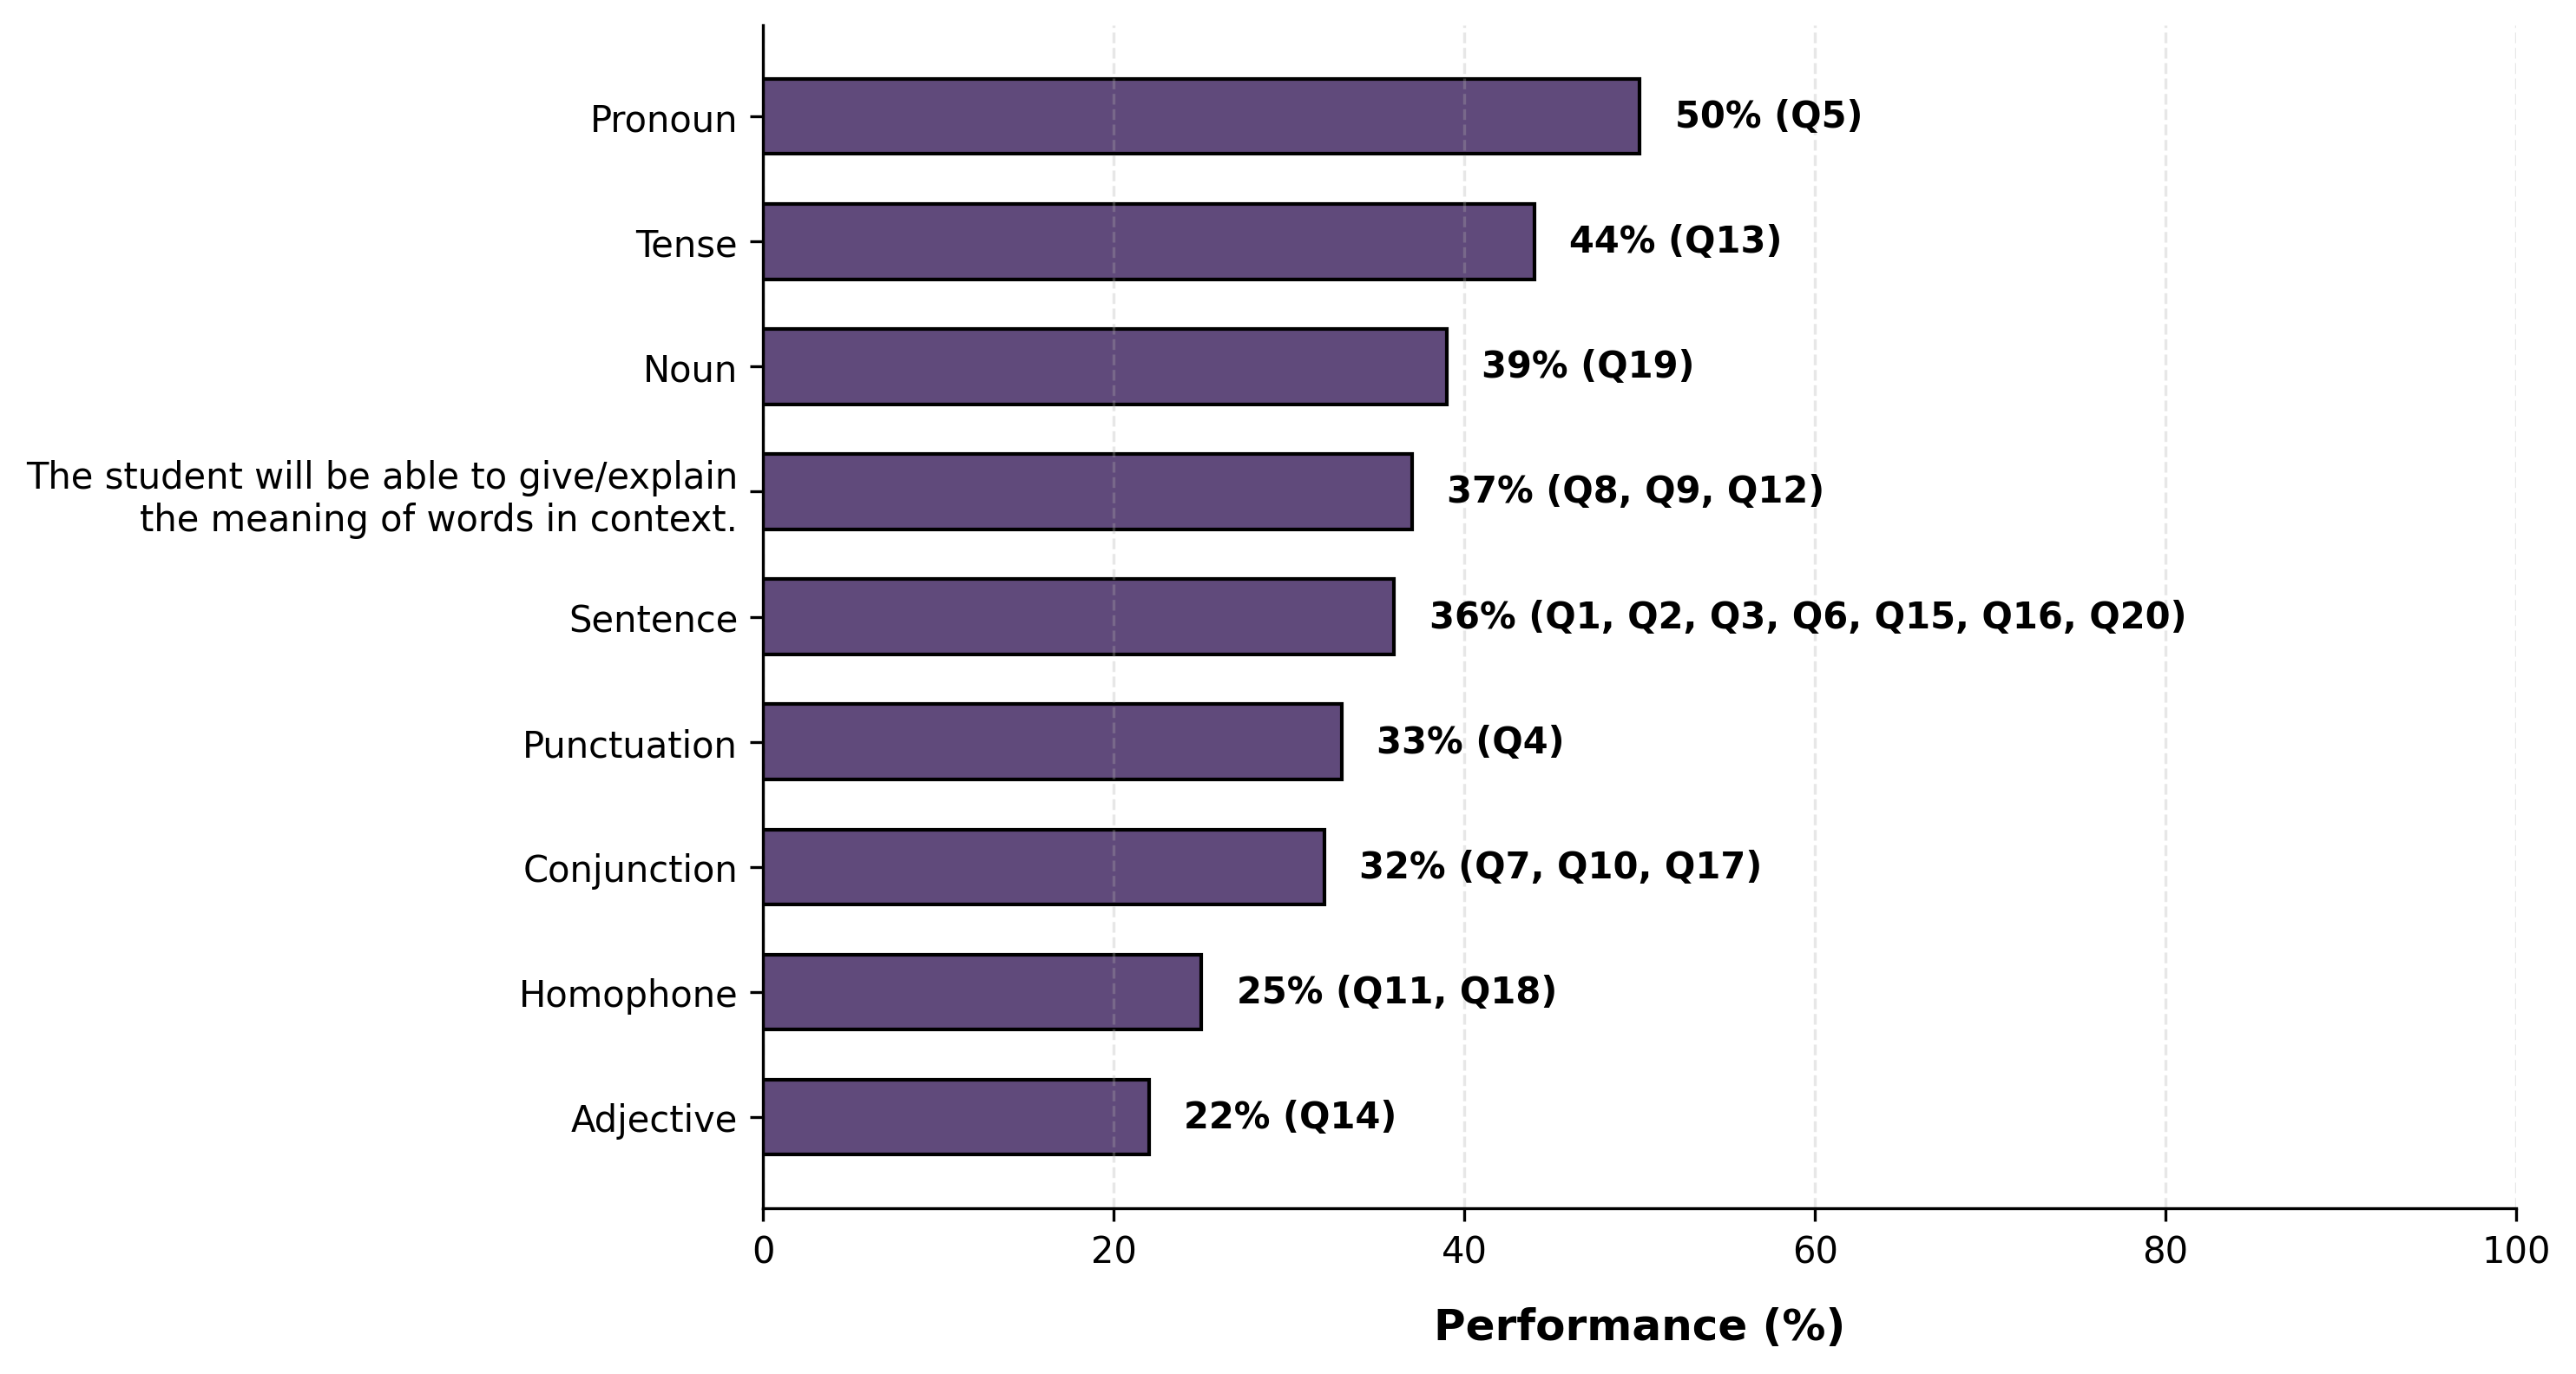 Pronoun 50% (Q5)
Tense 44% (Q13)
Noun 39% (Q19)
The student will be able to give/explain
the meaning of words in context. 37% (Q8, Q9, Q12)
Sentence 36% (Q1, Q2, Q3, Q6, Q15, Q16, Q20)
Punctuation 33% (Q4)
Conjunction 32% (Q7, Q10, Q17)
Homophone 25% (Q11, Q18)
Adjective 22% (Q14)
0 20 40 60 80 100
Performance (%)